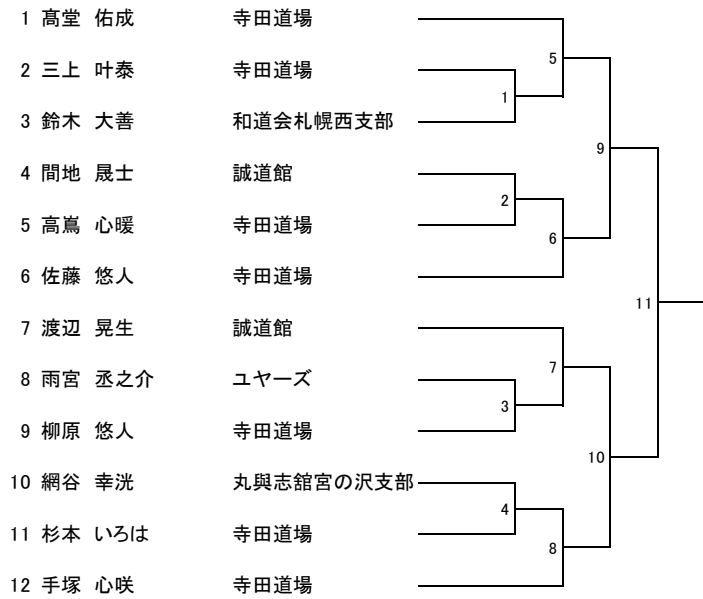 1 髙堂 佑成 寺田道場
2 三上 叶泰 寺田道場
3 鈴木 大善 和道会札幌西支部
4 間地 晟士 誠道館
5 高嶌 心暖 寺田道場
6 佐藤 悠人 寺田道場
7 渡辺 晃生 誠道館
8 雨宮 丞之介 ユヤーズ
9 柳原 悠人 寺田道場
10 網谷 幸洸 丸與志舘宮の沢支部
11 杉本 いろは 寺田道場
12 手塚 心咲 寺田道場
1
2
3
4
5
6
7
8
9
10
11